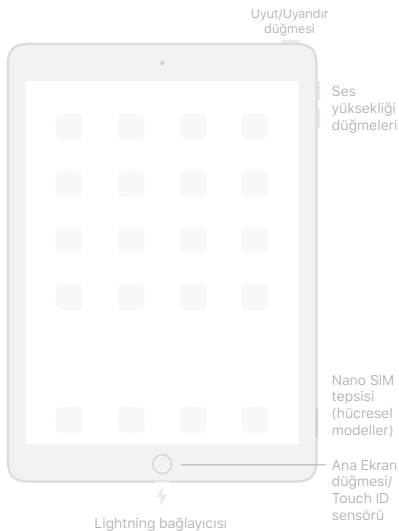 Uyut/Uyandır
düğmesi
Ses
yüksekliği
düğmeleri
Nano SIM
tepsisi
(hücresel
modeller)
Ana Ekran
düğmesi/
Touch ID
sensörü
Lightning bağlayıcısı